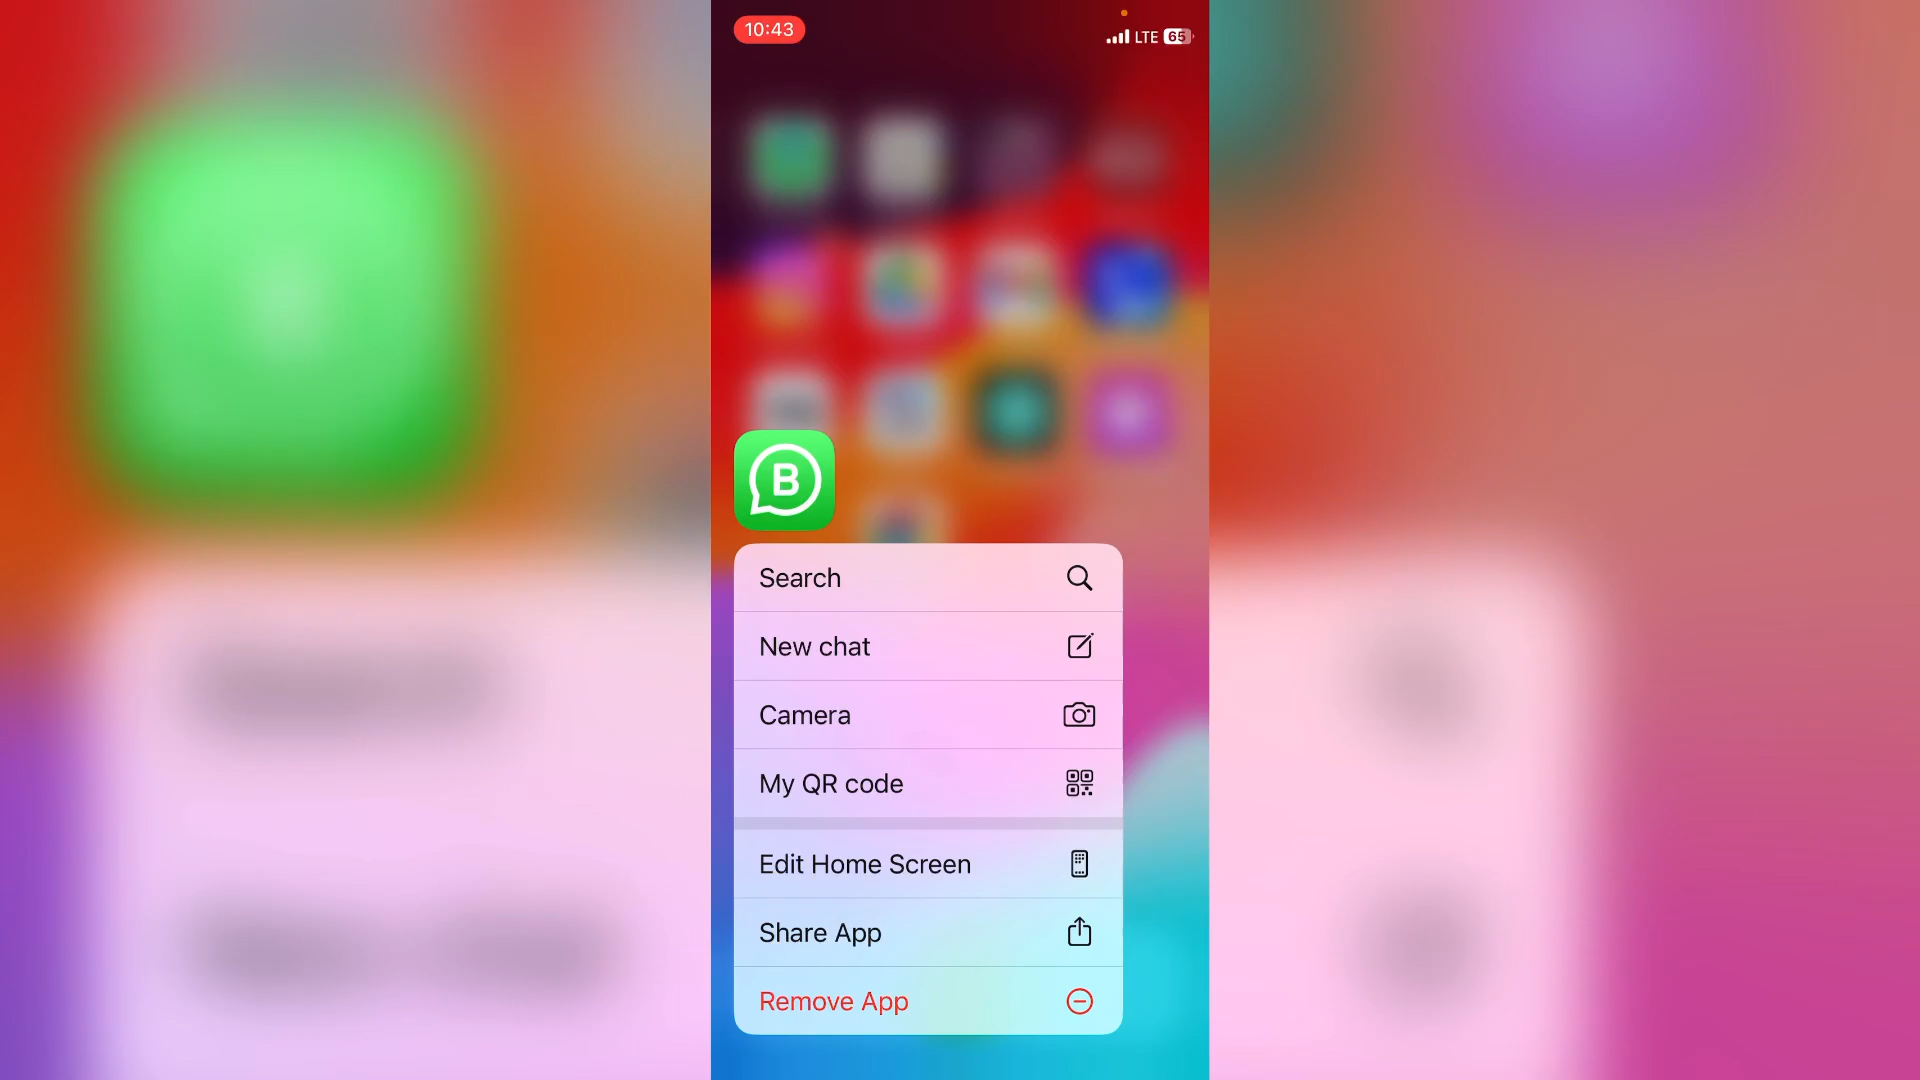 10:43
LTE 65
B
Search
New chat
Camera
My QR code
Edit Home Screen
Share App
Remove App